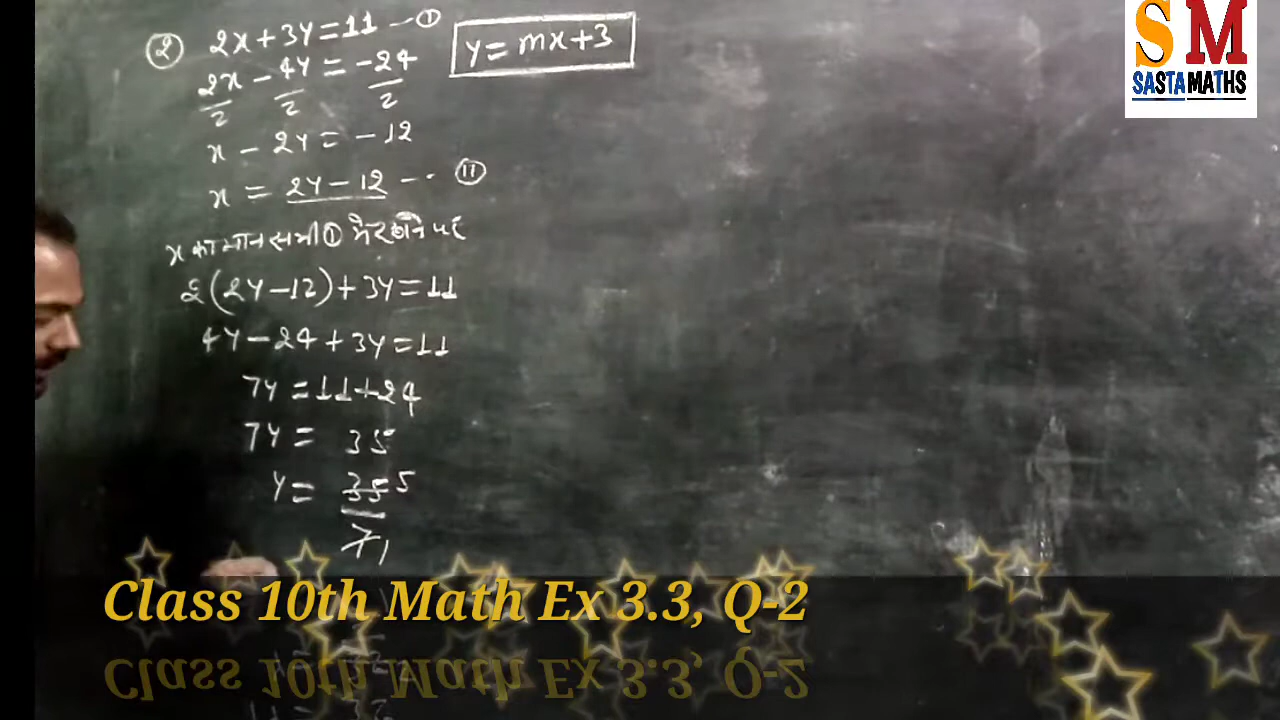 ② 2x+3y=11 --- ①
2x - 4y = -24
2 2 2
y = mx+3
x - 2y = -12
x = 2y-12 --- ⑪
x का मान समी ① में रखने पर
2(2y-12)+3y=11
4y-24+3y=11
7y = 11+24
7y = 35
y = 35 5
7 1
S M
SASTAMATHS
Class 10th Math Ex 3.3, Q-2